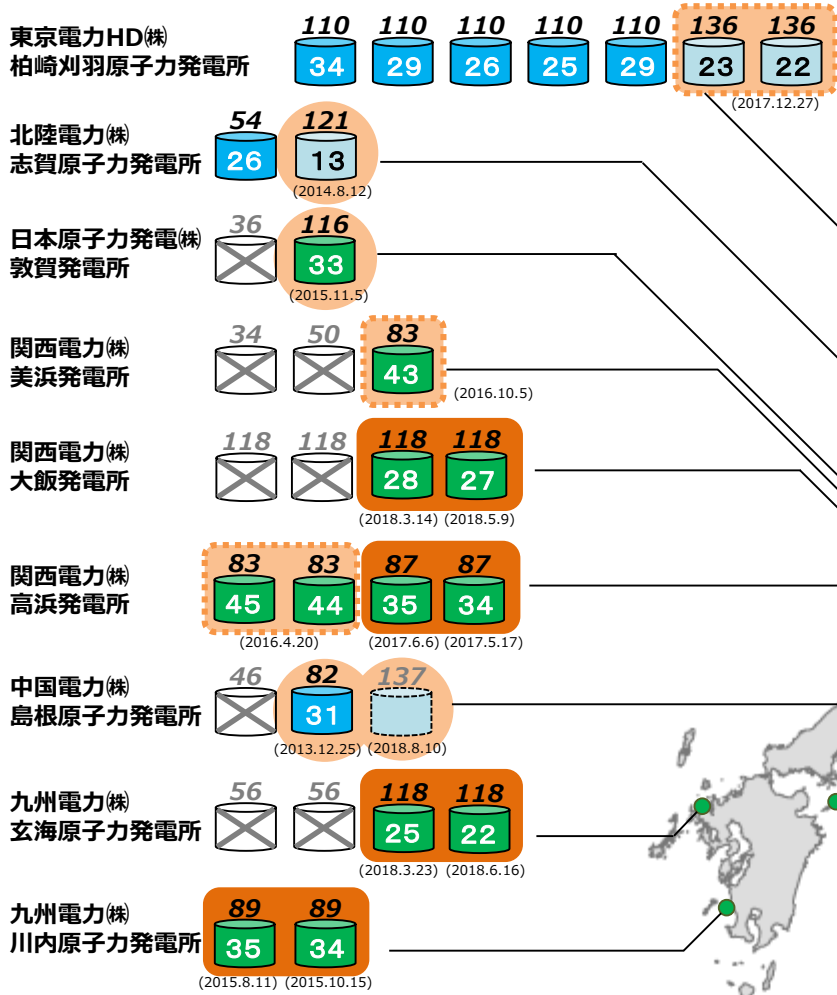 東京電力HD㈱
柏崎刈羽原子力発電所
110 110 110 110 110 136 136
34 29 26 25 29 23 22
(2017.12.27)
北陸電力㈱
志賀原子力発電所
54 121
26 13
(2014.8.12)
日本原子力発電㈱
敦賀発電所
36 116
33
(2015.11.5)
関西電力㈱
美浜発電所
34 50 83
43
(2016.10.5)
関西電力㈱
大飯発電所
118 118 118 118
28 27
(2018.3.14) (2018.5.9)
関西電力㈱
高浜発電所
83 83 87 87
45 44 35 34
(2016.4.20) (2017.6.6) (2017.5.17)
中国電力㈱
島根原子力発電所
46 82 137
31
(2013.12.25) (2018.8.10)
九州電力㈱
玄海原子力発電所
56 56 118 118
25 22
(2018.3.23) (2018.6.16)
九州電力㈱
川内原子力発電所
89 89
35 34
(2015.8.11) (2015.10.15)